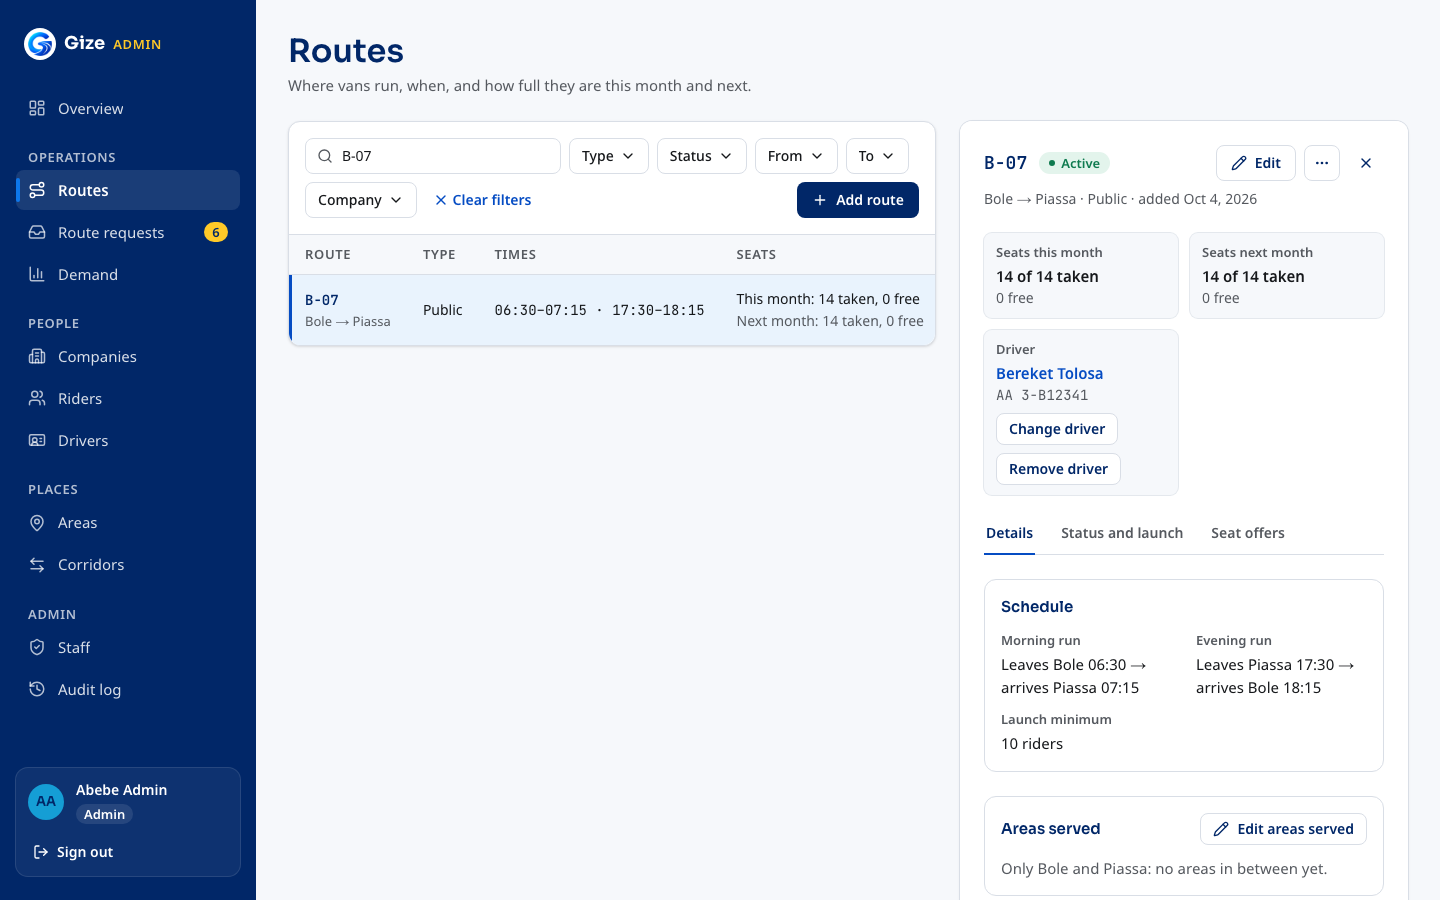 Gize ADMIN
Overview
OPERATIONS
Routes
Route requests 6
Demand
PEOPLE
Companies
Riders
Drivers
PLACES
Areas
Corridors
ADMIN
Staff
Audit log
AA
Abebe Admin
Admin
Sign out
Routes
Where vans run, when, and how full they are this month and next.
B-07 Type Status From To
Company Clear filters Add route
ROUTE TYPE TIMES SEATS
B-07
Bole → Piassa
Public
06:30–07:15 · 17:30–18:15
This month: 14 taken, 0 free
Next month: 14 taken, 0 free
B-07 Active Edit
Bole → Piassa · Public · added Oct 4, 2026
Seats this month
14 of 14 taken
0 free
Seats next month
14 of 14 taken
0 free
Driver
Bereket Tolosa
AA 3-B12341
Change driver
Remove driver
Details Status and launch Seat offers
Schedule
Morning run
Leaves Bole 06:30 →
arrives Piassa 07:15
Evening run
Leaves Piassa 17:30 →
arrives Bole 18:15
Launch minimum
10 riders
Areas served Edit areas served
Only Bole and Piassa: no areas in between yet.